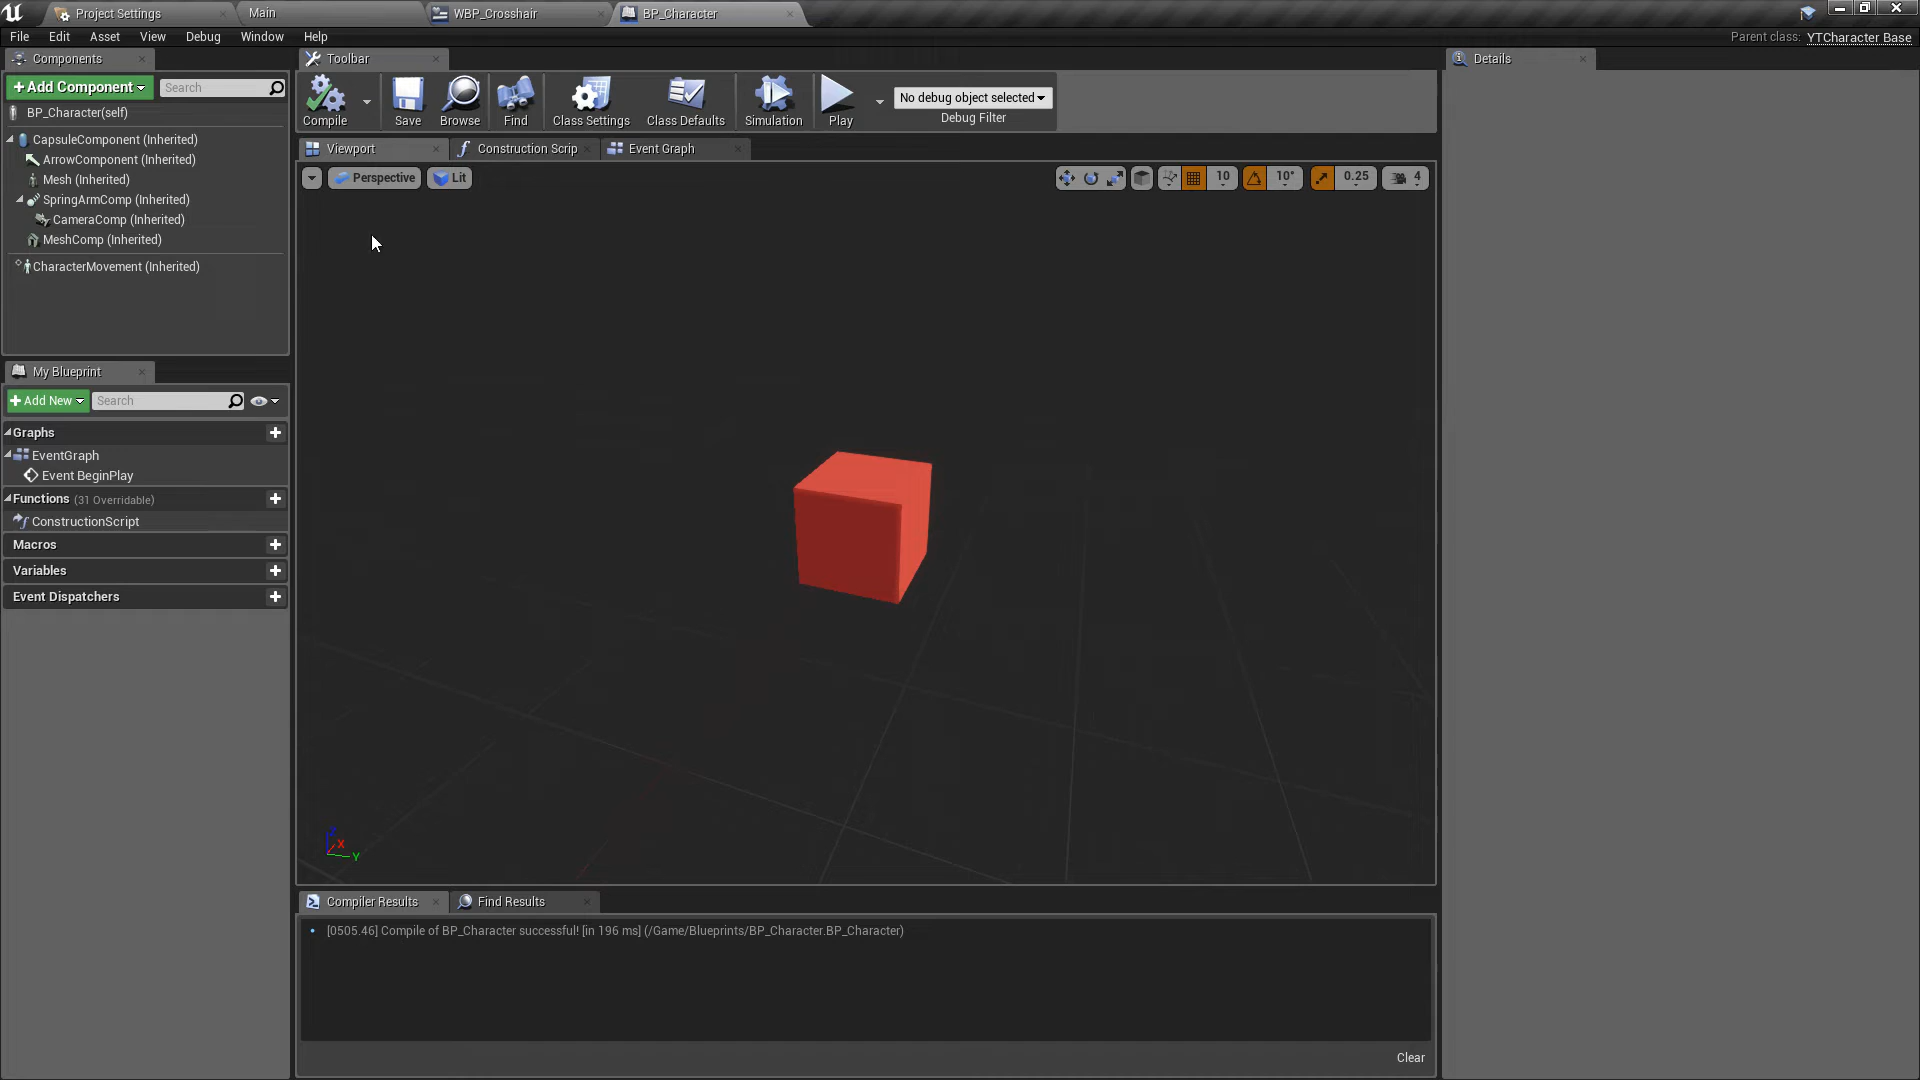 Project Settings
Main
WBP_Crosshair
BP_Character
File Edit Asset View Debug Window Help
Parent class: YTCharacter Base
Components
Toolbar
Details
+ Add Component
Search
Compile
Save
Browse
Find
Class Settings
Class Defaults
Simulation
Play
No debug object selected
Debug Filter
BP_Character(self)
CapsuleComponent (Inherited)
ArrowComponent (Inherited)
Mesh (Inherited)
SpringArmComp (Inherited)
CameraComp (Inherited)
MeshComp (Inherited)
CharacterMovement (Inherited)
Viewport
Construction Scrip
Event Graph
Perspective
Lit
10
10°
0.25
4
My Blueprint
+ Add New
Search
Graphs
EventGraph
Event BeginPlay
Functions (31 Overridable)
ConstructionScript
Macros
Variables
Event Dispatchers
Z
X
Y
Compiler Results
Find Results
[0505.46] Compile of BP_Character successful! [in 196 ms] (/Game/Blueprints/BP_Character.BP_Character)
Clear